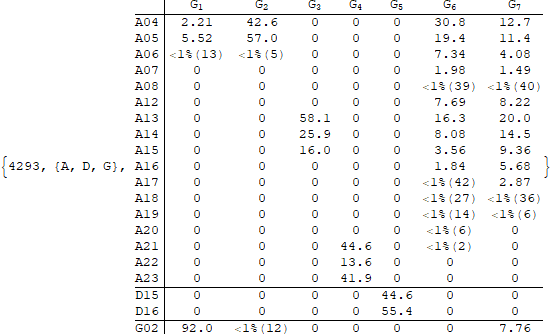 G₁ G₂ G₃ G₄ G₅ G₆ G₇
A04 2.21 42.6 0 0 0 30.8 12.7
A05 5.52 57.0 0 0 0 19.4 11.4
A06 <1%(13) <1%(5) 0 0 0 7.34 4.08
A07 0 0 0 0 0 1.98 1.49
A08 0 0 0 0 0 <1%(39) <1%(40)
A12 0 0 0 0 0 7.69 8.22
A13 0 0 58.1 0 0 16.3 20.0
A14 0 0 25.9 0 0 8.08 14.5
A15 0 0 16.0 0 0 3.56 9.36
{4293, {A, D, G}, A16 0 0 0 0 0 1.84 5.68 }
A17 0 0 0 0 0 <1%(42) 2.87
A18 0 0 0 0 0 <1%(27) <1%(36)
A19 0 0 0 0 0 <1%(14) <1%(6)
A20 0 0 0 0 0 <1%(6) 0
A21 0 0 0 44.6 0 <1%(2) 0
A22 0 0 0 13.6 0 0 0
A23 0 0 0 41.9 0 0 0
D15 0 0 0 0 44.6 0 0
D16 0 0 0 0 55.4 0 0
G02 92.0 <1%(12) 0 0 0 0 7.76